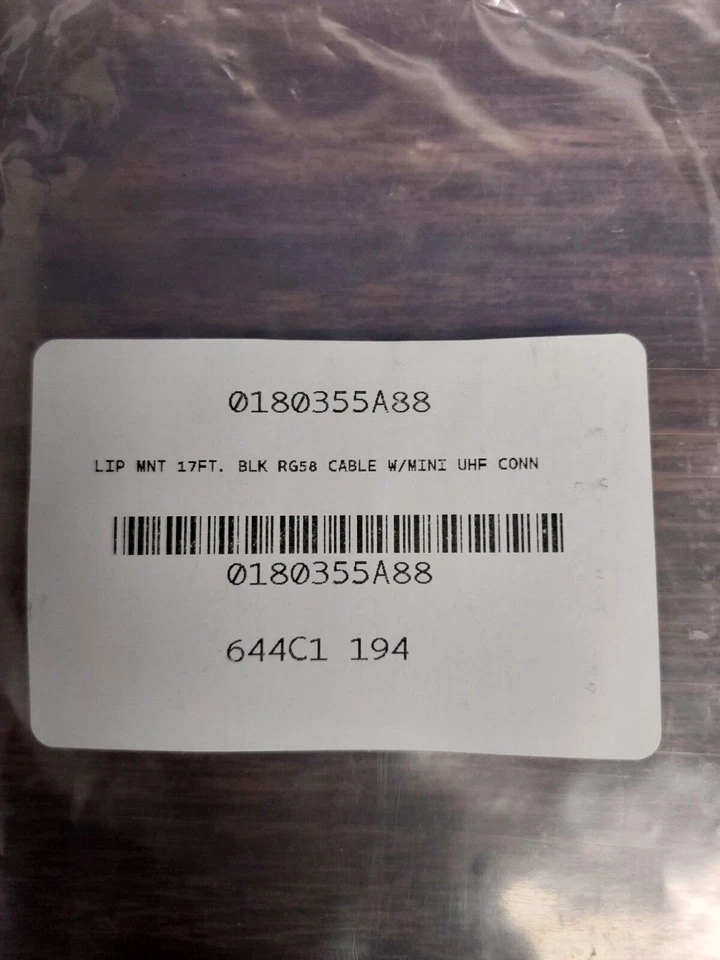 0180355A88
LIP MNT 17FT. BLK RG58 CABLE W/MINI UHF CONN
0180355A88
644C1 194